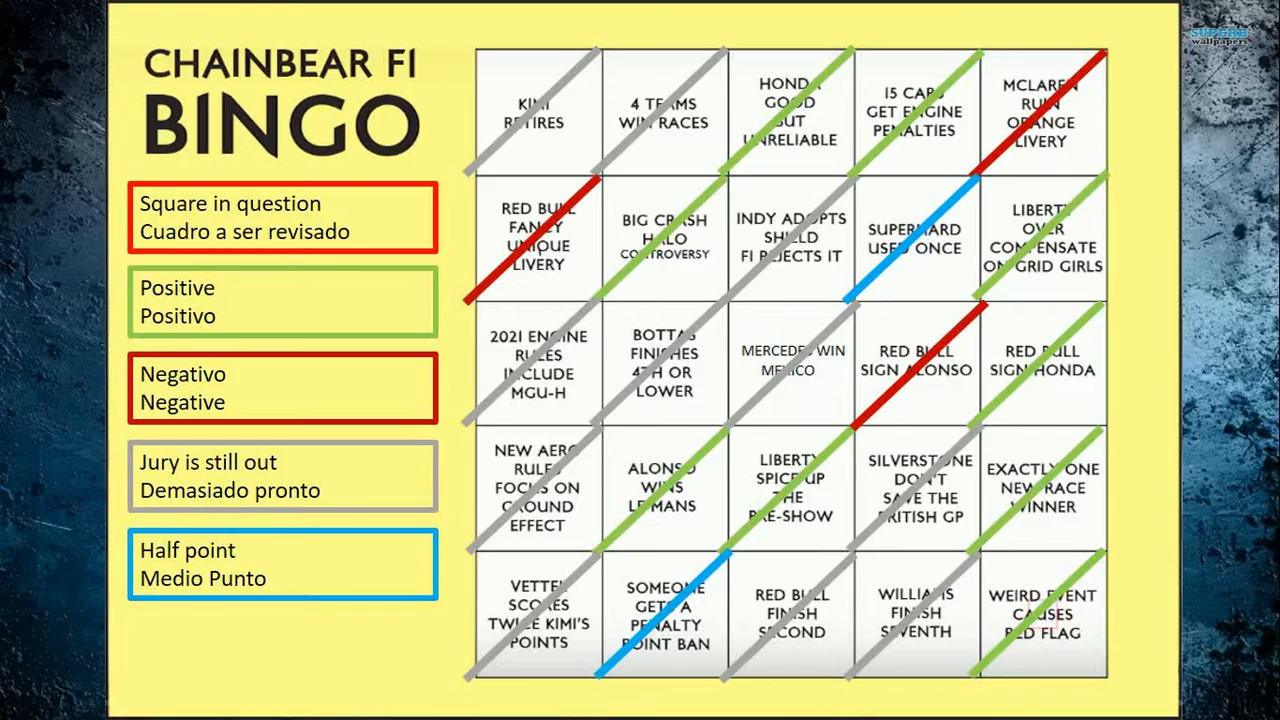 SUPERB
wallpapers
CHAINBEAR F1
BINGO
Square in question
Cuadro a ser revisado
Positive
Positivo
Negativo
Negative
Jury is still out
Demasiado pronto
Half point
Medio Punto
KIMI
RETIRES
4 TEAMS
WIN RACES
HONDA
GOOD
BUT
UNRELIABLE
15 CARS
GET ENGINE
PENALTIES
MCLAREN
RUIN
ORANGE
LIVERY
RED BULL
FANCY
UNIQUE
LIVERY
BIG CRASH
HALO
CONTROVERSY
INDY ADOPTS
SHIELD
F1 REJECTS IT
SUPERHARD
USED ONCE
LIBERTY
OVER
COMPENSATE
ON GRID GIRLS
2021 ENGINE
RULES
INCLUDE
MGU-H
BOTTAS
FINISHES
4TH OR
LOWER
MERCEDES WIN
MEXICO
RED BULL
SIGN ALONSO
RED BULL
SIGN HONDA
NEW AERO
RULES
FOCUS ON
GROUND
EFFECT
ALONSO
WINS
LE MANS
LIBERTY
SPICE UP
THE
PRE-SHOW
SILVERSTONE
DON'T
SAVE THE
BRITISH GP
EXACTLY ONE
NEW RACE
WINNER
VETTEL
SCORES
TWICE KIMI'S
POINTS
SOMEONE
GETS A
PENALTY
POINT BAN
RED BULL
FINISH
SECOND
WILLIAMS
FINISH
SEVENTH
WEIRD EVENT
CAUSES
RED FLAG